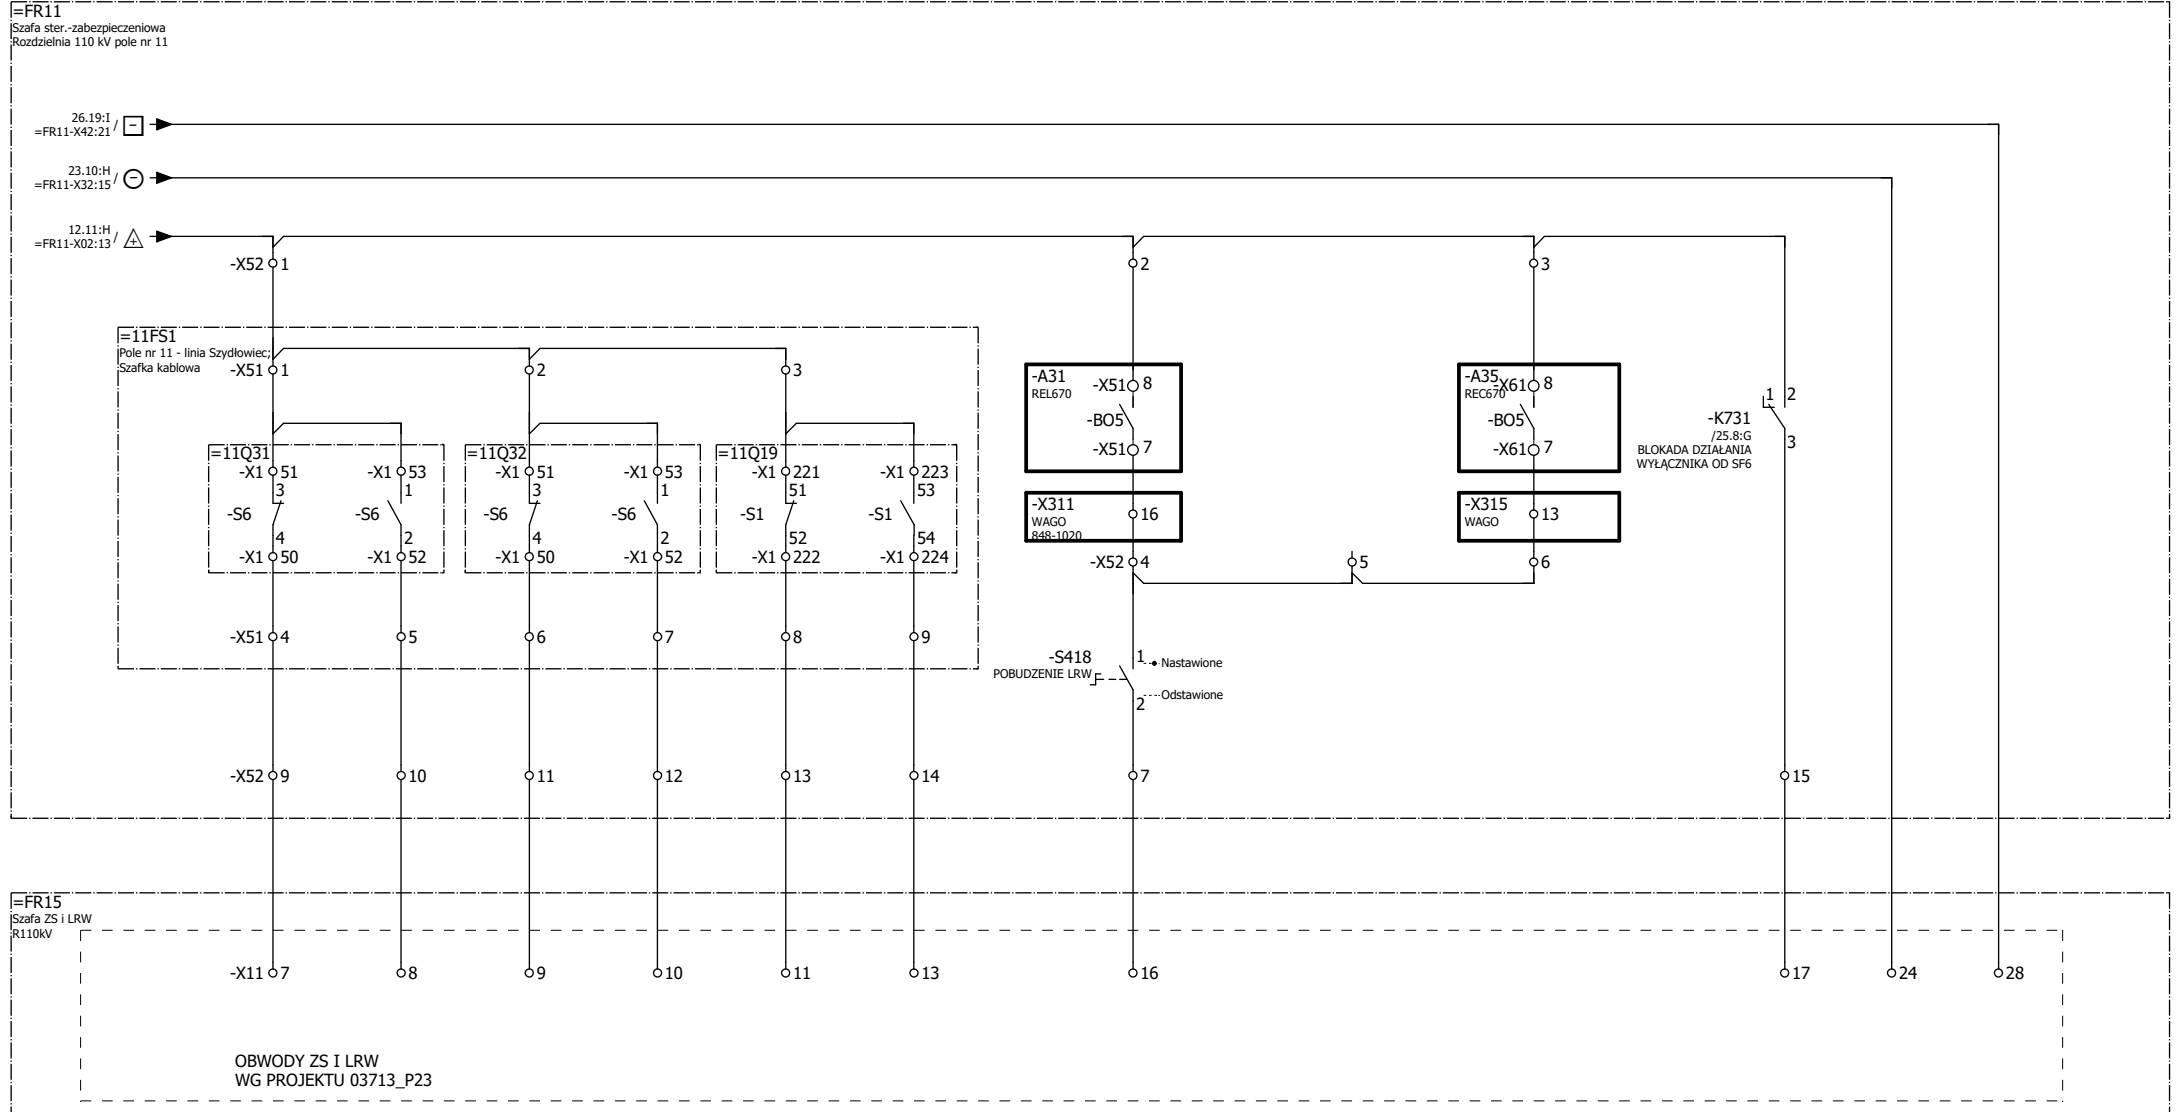 =FR11
Szafa ster.-zabezpieczeniowa
Rozdzielnia 110 kV pole nr 11
26.19:I
=FR11-X42:21 / −
23.10:H
=FR11-X32:15 / −
12.11:H
=FR11-X02:13 / +
-X52 1 2 3
=11FS1
Pole nr 11 - linia Szydłowiec;
Szafka kablowa
-X51 1 2 3
=11Q31
-X1 51 -X1 53
3 1
-S6 -S6
4 2
-X1 50 -X1 52
=11Q32
-X1 51 -X1 53
3 1
-S6 -S6
4 2
-X1 50 -X1 52
=11Q19
-X1 221 -X1 223
51 53
-S1 -S1
52 54
-X1 222 -X1 224
-X51 4 5 6 7 8 9
-A31
REL670
-X51 8
-BO5
-X51 7
-X311
WAGO
848-1020
16
-A35
REC670
-X61 8
-BO5
-X61 7
-X315
WAGO
13
1 2
-K731
/25.8:G
BLOKADA DZIAŁANIA
WYŁĄCZNIKA OD SF6
3
-X52 4 5 6
-S418
POBUDZENIE LRW
1 Nastawione
Odstawione
2
-X52 9 10 11 12 13 14 7 15
=FR15
Szafa ZS i LRW
R110kV
-X11 7 8 9 10 11 13 16 17 24 28
OBWODY ZS I LRW
WG PROJEKTU 03713_P23